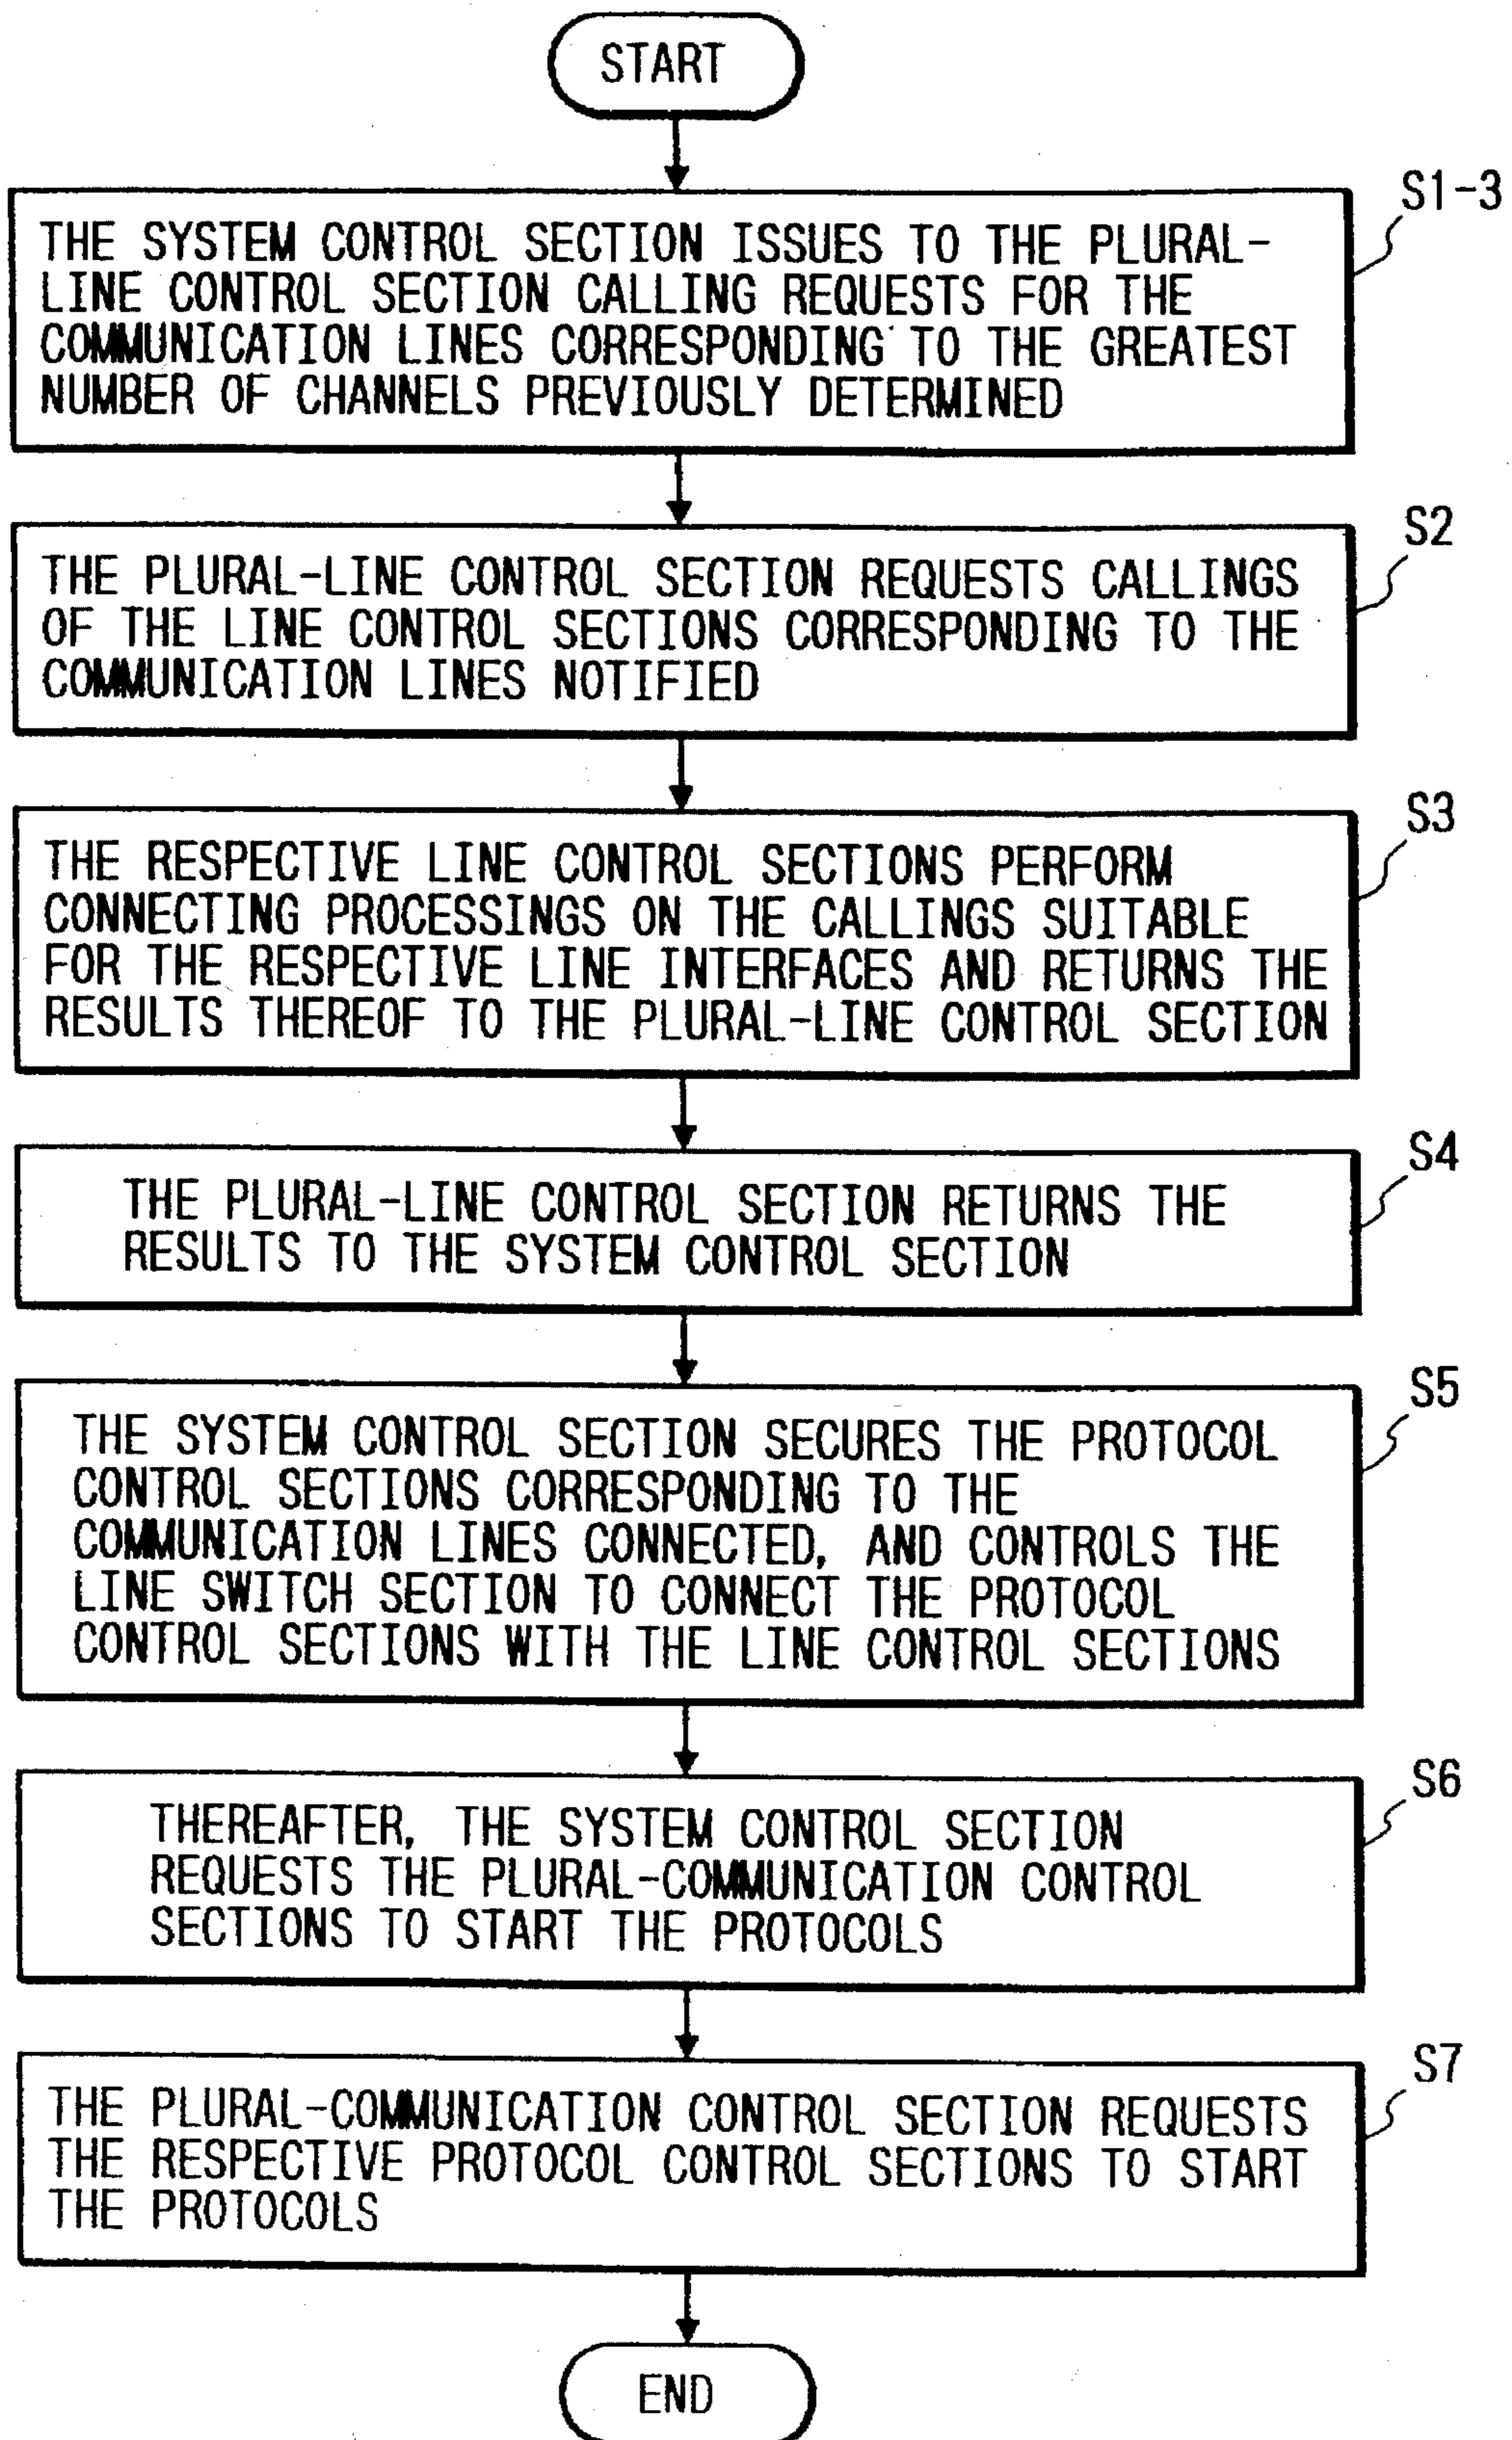 START
S1-3
THE SYSTEM CONTROL SECTION ISSUES TO THE PLURAL-
LINE CONTROL SECTION CALLING REQUESTS FOR THE
COMMUNICATION LINES CORRESPONDING TO THE GREATEST
NUMBER OF CHANNELS PREVIOUSLY DETERMINED
S2
THE PLURAL-LINE CONTROL SECTION REQUESTS CALLINGS
OF THE LINE CONTROL SECTIONS CORRESPONDING TO THE
COMMUNICATION LINES NOTIFIED
S3
THE RESPECTIVE LINE CONTROL SECTIONS PERFORM
CONNECTING PROCESSINGS ON THE CALLINGS SUITABLE
FOR THE RESPECTIVE LINE INTERFACES AND RETURNS THE
RESULTS THEREOF TO THE PLURAL-LINE CONTROL SECTION
S4
THE PLURAL-LINE CONTROL SECTION RETURNS THE
RESULTS TO THE SYSTEM CONTROL SECTION
S5
THE SYSTEM CONTROL SECTION SECURES THE PROTOCOL
CONTROL SECTIONS CORRESPONDING TO THE
COMMUNICATION LINES CONNECTED, AND CONTROLS THE
LINE SWITCH SECTION TO CONNECT THE PROTOCOL
CONTROL SECTIONS WITH THE LINE CONTROL SECTIONS
S6
THEREAFTER, THE SYSTEM CONTROL SECTION
REQUESTS THE PLURAL-COMMUNICATION CONTROL
SECTIONS TO START THE PROTOCOLS
S7
THE PLURAL-COMMUNICATION CONTROL SECTION REQUESTS
THE RESPECTIVE PROTOCOL CONTROL SECTIONS TO START
THE PROTOCOLS
END